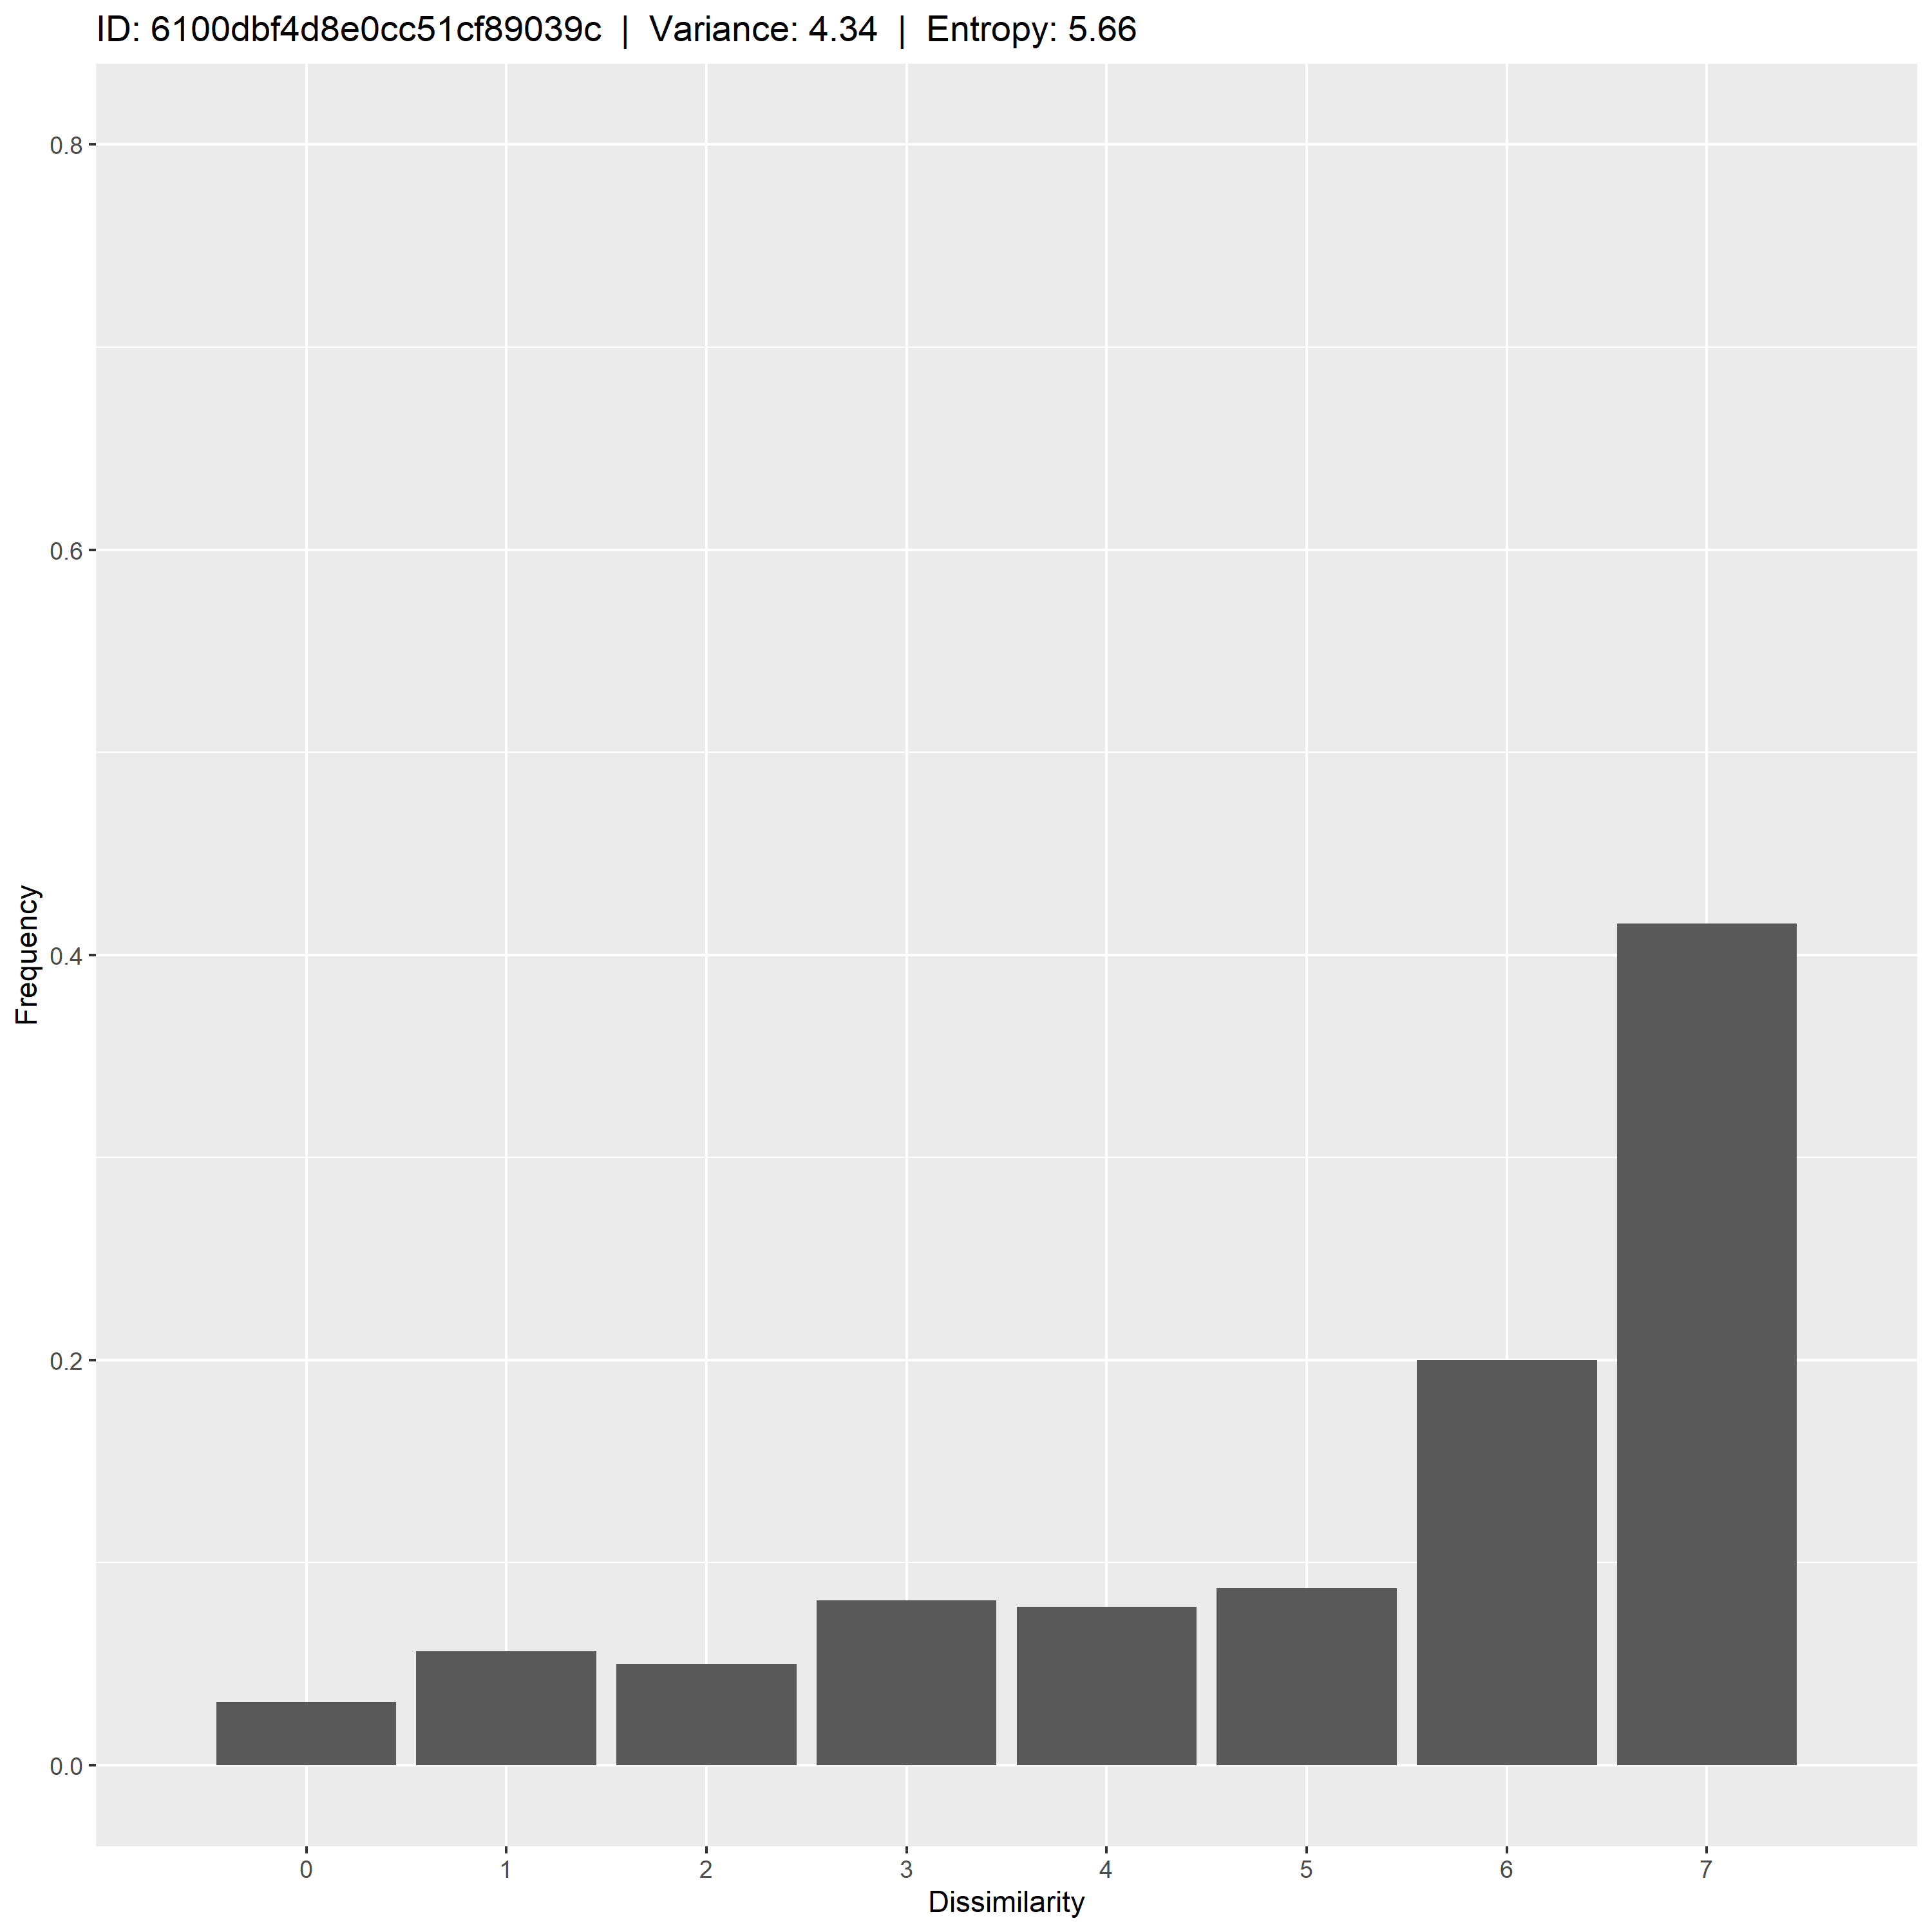 ID: 6100dbf4d8e0cc51cf89039c | Variance: 4.34 | Entropy: 5.66
0.8
0.6
0.4
0.2
0.0
Frequency
0 1 2 3 4 5 6 7
Dissimilarity